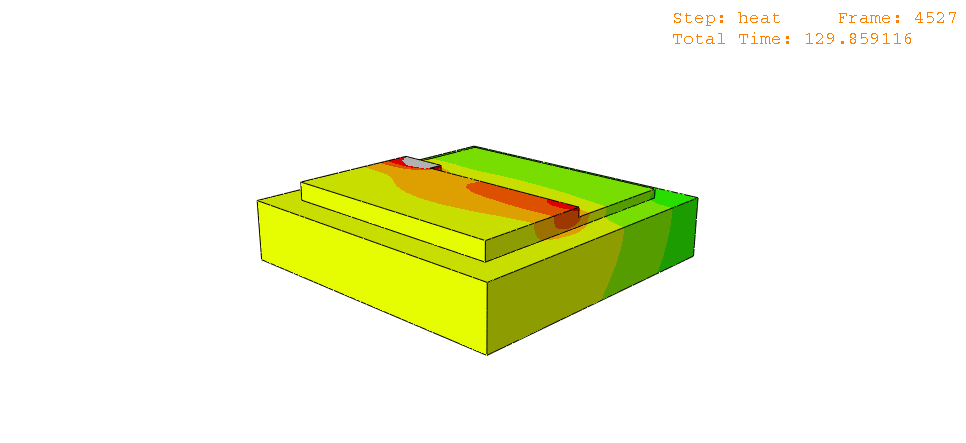 Step: heat     Frame: 4527
Total Time: 129.859116